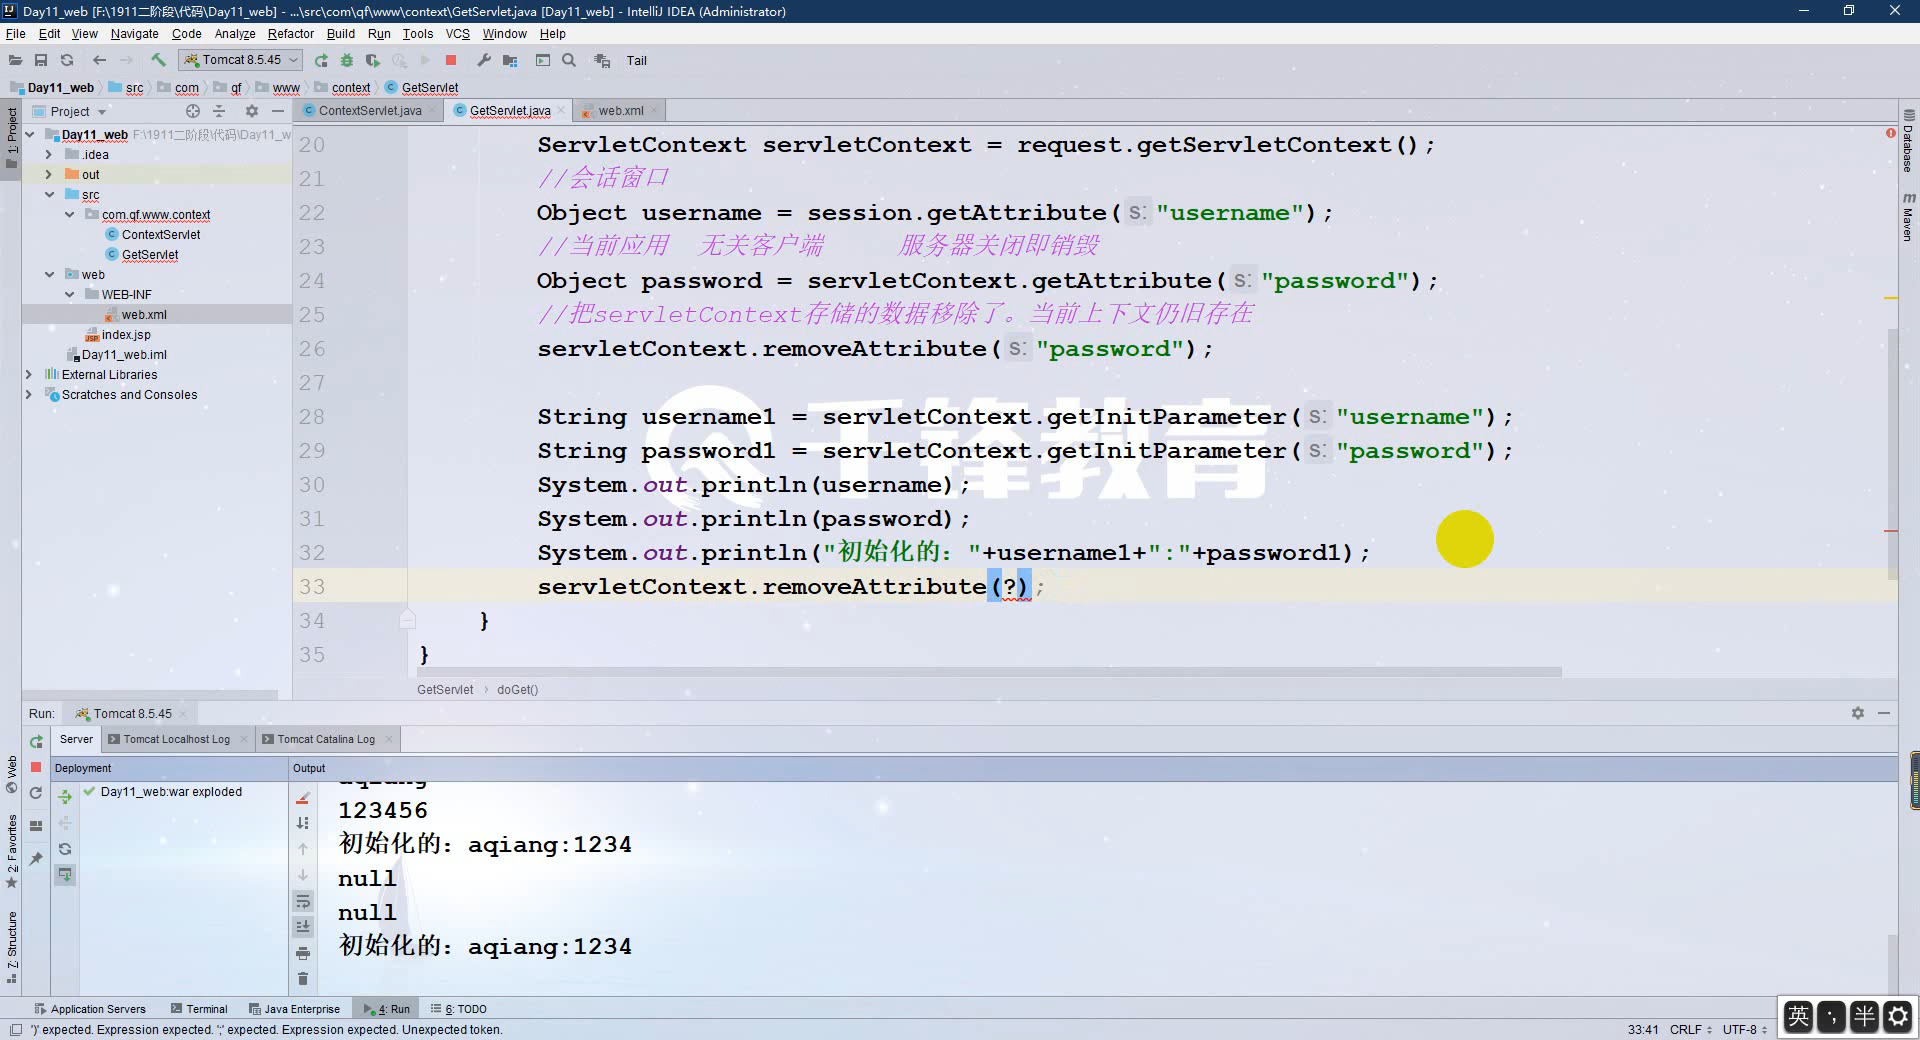 Day11_web [F:\1911二阶段\代码\Day11_web] - ...\src\com\qf\www\context\GetServlet.java [Day11_web] - IntelliJ IDEA (Administrator)
File Edit View Navigate Code Analyze Refactor Build Run Tools VCS Window Help
Tomcat 8.5.45 Tail
Day11_web src com qf www context GetServlet
1: Project
Project
ContextServlet.java GetServlet.java web.xml
Day11_web F:\1911二阶段\代码\Day11_w
.idea
out
src
com.qf.www.context
ContextServlet
GetServlet
web
WEB-INF
web.xml
index.jsp
Day11_web.iml
External Libraries
Scratches and Consoles
20 ServletContext servletContext = request.getServletContext();
21 //会话窗口
22 Object username = session.getAttribute( s: "username");
23 //当前应用 无关客户端 服务器关闭即销毁
24 Object password = servletContext.getAttribute( s: "password");
25 //把servletContext存储的数据移除了。当前上下文仍旧存在
26 servletContext.removeAttribute( s: "password");
27
28 String username1 = servletContext.getInitParameter( s: "username");
29 String password1 = servletContext.getInitParameter( s: "password");
30 System.out.println(username);
31 System.out.println(password);
32 System.out.println("初始化的："+username1+":"+password1);
33 servletContext.removeAttribute(?);
34 }
35 }
千锋教育
GetServlet doGet()
Database
Maven
Run: Tomcat 8.5.45
Server Tomcat Localhost Log Tomcat Catalina Log
Deployment Output
Day11_web:war exploded
aqiang
123456
初始化的：aqiang:1234
null
null
初始化的：aqiang:1234
Web
2: Favorites
7: Structure
Application Servers Terminal Java Enterprise 4: Run 6: TODO
')' expected. Expression expected. ';' expected. Expression expected. Unexpected token.
33:41 CRLF UTF-8
英 半